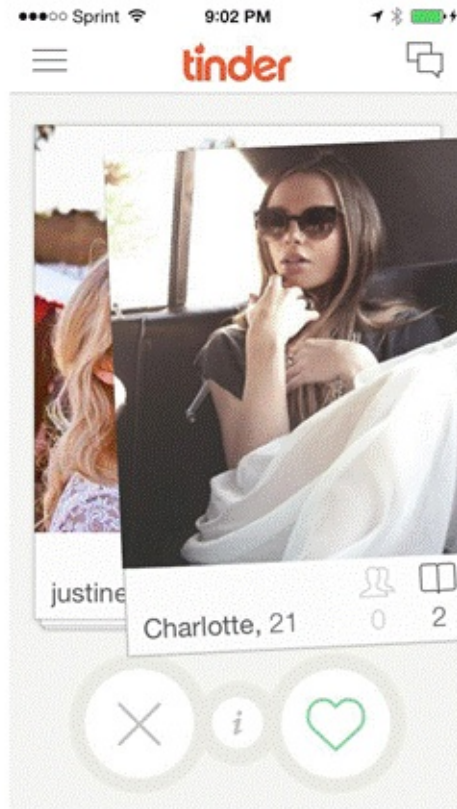 Sprint 9:02 PM
tinder
justine
Charlotte, 21
0
2
i